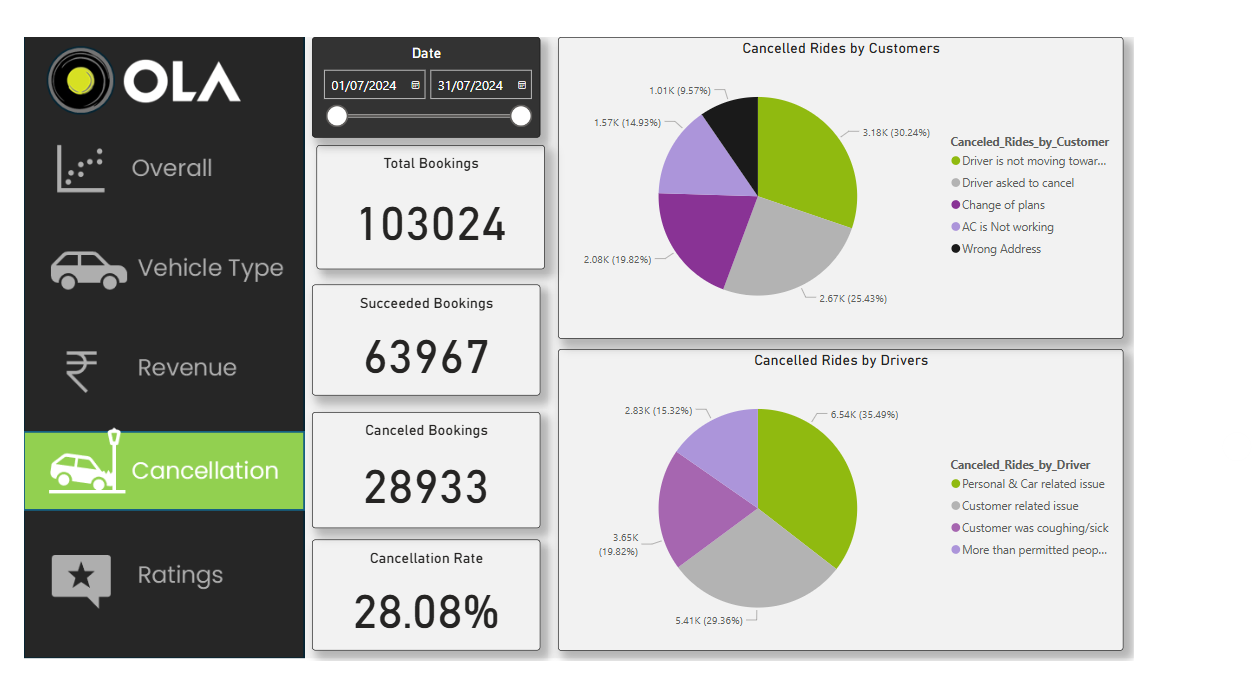 OLA
Overall
Vehicle Type
₹
Revenue
Cancellation
Ratings
Date
01/07/2024
31/07/2024
Total Bookings
103024
Succeeded Bookings
63967
Canceled Bookings
28933
Cancellation Rate
28.08%
Cancelled Rides by Customers
1.01K (9.57%)
1.57K (14.93%)
3.18K (30.24%)
2.08K (19.82%)
2.67K (25.43%)
Canceled_Rides_by_Customer
Driver is not moving towar...
Driver asked to cancel
Change of plans
AC is Not working
Wrong Address
Cancelled Rides by Drivers
2.83K (15.32%)
6.54K (35.49%)
3.65K
(19.82%)
5.41K (29.36%)
Canceled_Rides_by_Driver
Personal & Car related issue
Customer related issue
Customer was coughing/sick
More than permitted peop...